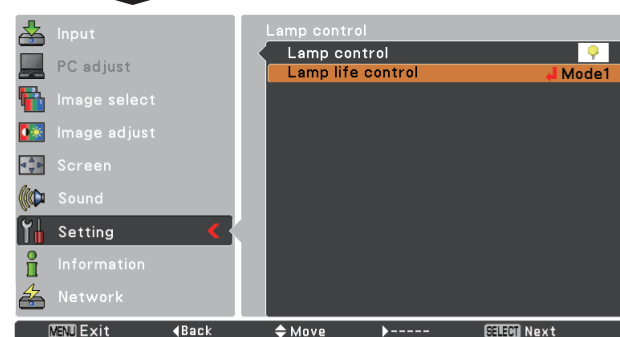 Input
PC adjust
Image select
Image adjust
Screen
Sound
Setting
Information
Network
Lamp control
Lamp control
Lamp life control Mode1
MENU Exit Back Move ----- SELECT Next